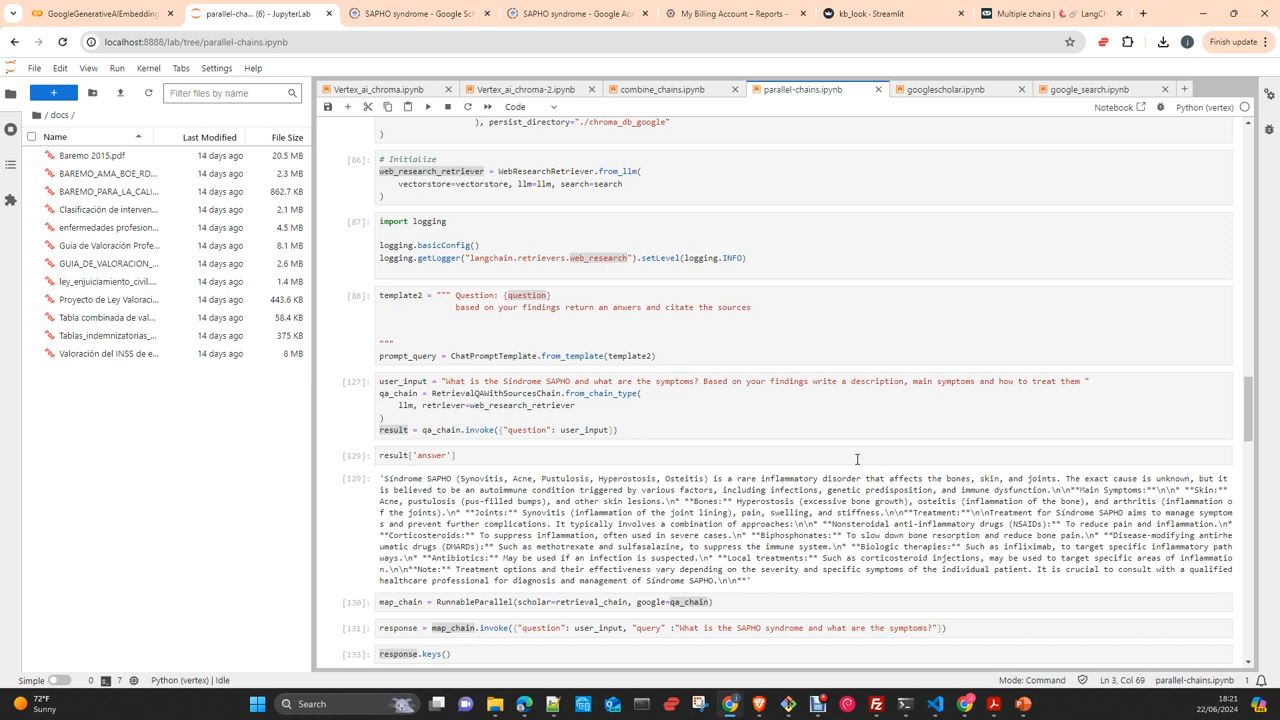 GoogleGenerativeAIEmbedding
parallel-cha... (6) - JupyterLab
SAPHO syndrome - Google Sc
SAPHO syndrome - Google Aca
My Billing Account – Reports –
kb_look - Streamlit
Multiple chains | 🦜️🔗 LangC
localhost:8888/lab/tree/parallel-chains.ipynb
Finish update
File Edit View Run Kernel Tabs Settings Help
Filter files by name
/ docs /
Name Last Modified File Size
Baremo 2015.pdf 14 days ago 20.5 MB
BAREMO_AMA_BOE_RD... 14 days ago 2.3 MB
BAREMO_PARA_LA_CALI... 14 days ago 862.7 KB
Clasificación de interven... 14 days ago 2.1 MB
enfermedades profesion... 14 days ago 4.5 MB
Guia de Valoración Profe... 14 days ago 8.1 MB
GUIA_DE_VALORACION_... 14 days ago 2.6 MB
ley_enjuiciamiento_civil.... 14 days ago 1.4 MB
Proyecto de Ley Valoraci... 14 days ago 443.6 KB
Tabla combinada de val... 14 days ago 58.4 KB
Tablas_indemnizatorias_... 14 days ago 375 KB
Valoración del INSS de e... 14 days ago 8 MB
Vertex_ai_chroma.ipynb
Vertex_ai_chroma-2.ipynb
combine_chains.ipynb
parallel-chains.ipynb
googlescholar.ipynb
google_search.ipynb
Code
Notebook
Python (vertex)
), persist_directory="./chroma_db_google"
)
[86]:
# Initialize
web_research_retriever = WebResearchRetriever.from_llm(
vectorstore=vectorstore, llm=llm, search=search
)
[87]:
import logging
logging.basicConfig()
logging.getLogger("langchain.retrievers.web_research").setLevel(logging.INFO)
[88]:
template2 = """ Question: {question}
based on your findings return an anwers and citate the sources
"""
prompt_query = ChatPromptTemplate.from_template(template2)
[127]:
user_input = "What is the Síndrome SAPHO and what are the symptoms? Based on your findings write a description, main symptoms and how to treat them "
qa_chain = RetrievalQAWithSourcesChain.from_chain_type(
llm, retriever=web_research_retriever
)
result = qa_chain.invoke({"question": user_input})
[129]:
result['answer']
[129]:
'Síndrome SAPHO (Synovitis, Acne, Pustulosis, Hyperostosis, Osteitis) is a rare inflammatory disorder that affects the bones, skin, and joints. The exact cause is unknown, but it
is believed to be an autoimmune condition triggered by various factors, including infections, genetic predisposition, and immune dysfunction.\n\n**Main Symptoms:**\n\n* **Skin:**
Acne, pustulosis (pus-filled bumps), and other skin lesions.\n* **Bones:** Hyperostosis (excessive bone growth), osteitis (inflammation of the bone), and arthritis (inflammation o
f the joints).\n* **Joints:** Synovitis (inflammation of the joint lining), pain, swelling, and stiffness.\n\n**Treatment:**\n\nTreatment for Síndrome SAPHO aims to manage symptom
s and prevent further complications. It typically involves a combination of approaches:\n\n* **Nonsteroidal anti-inflammatory drugs (NSAIDs):** To reduce pain and inflammation.\n*
**Corticosteroids:** To suppress inflammation, often used in severe cases.\n* **Biphosphonates:** To slow down bone resorption and reduce bone pain.\n* **Disease-modifying antirhe
umatic drugs (DMARDs):** Such as methotrexate and sulfasalazine, to suppress the immune system.\n* **Biologic therapies:** Such as infliximab, to target specific inflammatory path
ways.\n* **Antibiotics:** May be used if an infection is suspected.\n* **Local treatments:** Such as corticosteroid injections, may be used to target specific areas of inflammatio
n.\n\n**Note:** Treatment options and their effectiveness vary depending on the severity and specific symptoms of the individual patient. It is crucial to consult with a qualified
healthcare professional for diagnosis and management of Síndrome SAPHO.\n\n**'
[130]:
map_chain = RunnableParallel(scholar=retrieval_chain, google=qa_chain)
[131]:
response = map_chain.invoke({"question": user_input, "query" :"What is the SAPHO syndrome and what are the symptoms?"})
[133]:
response.keys()
Simple 0 7 Python (vertex) | Idle
Mode: Command Ln 3, Col 69 parallel-chains.ipynb 1
72°F
Sunny
Search
18:21
22/06/2024